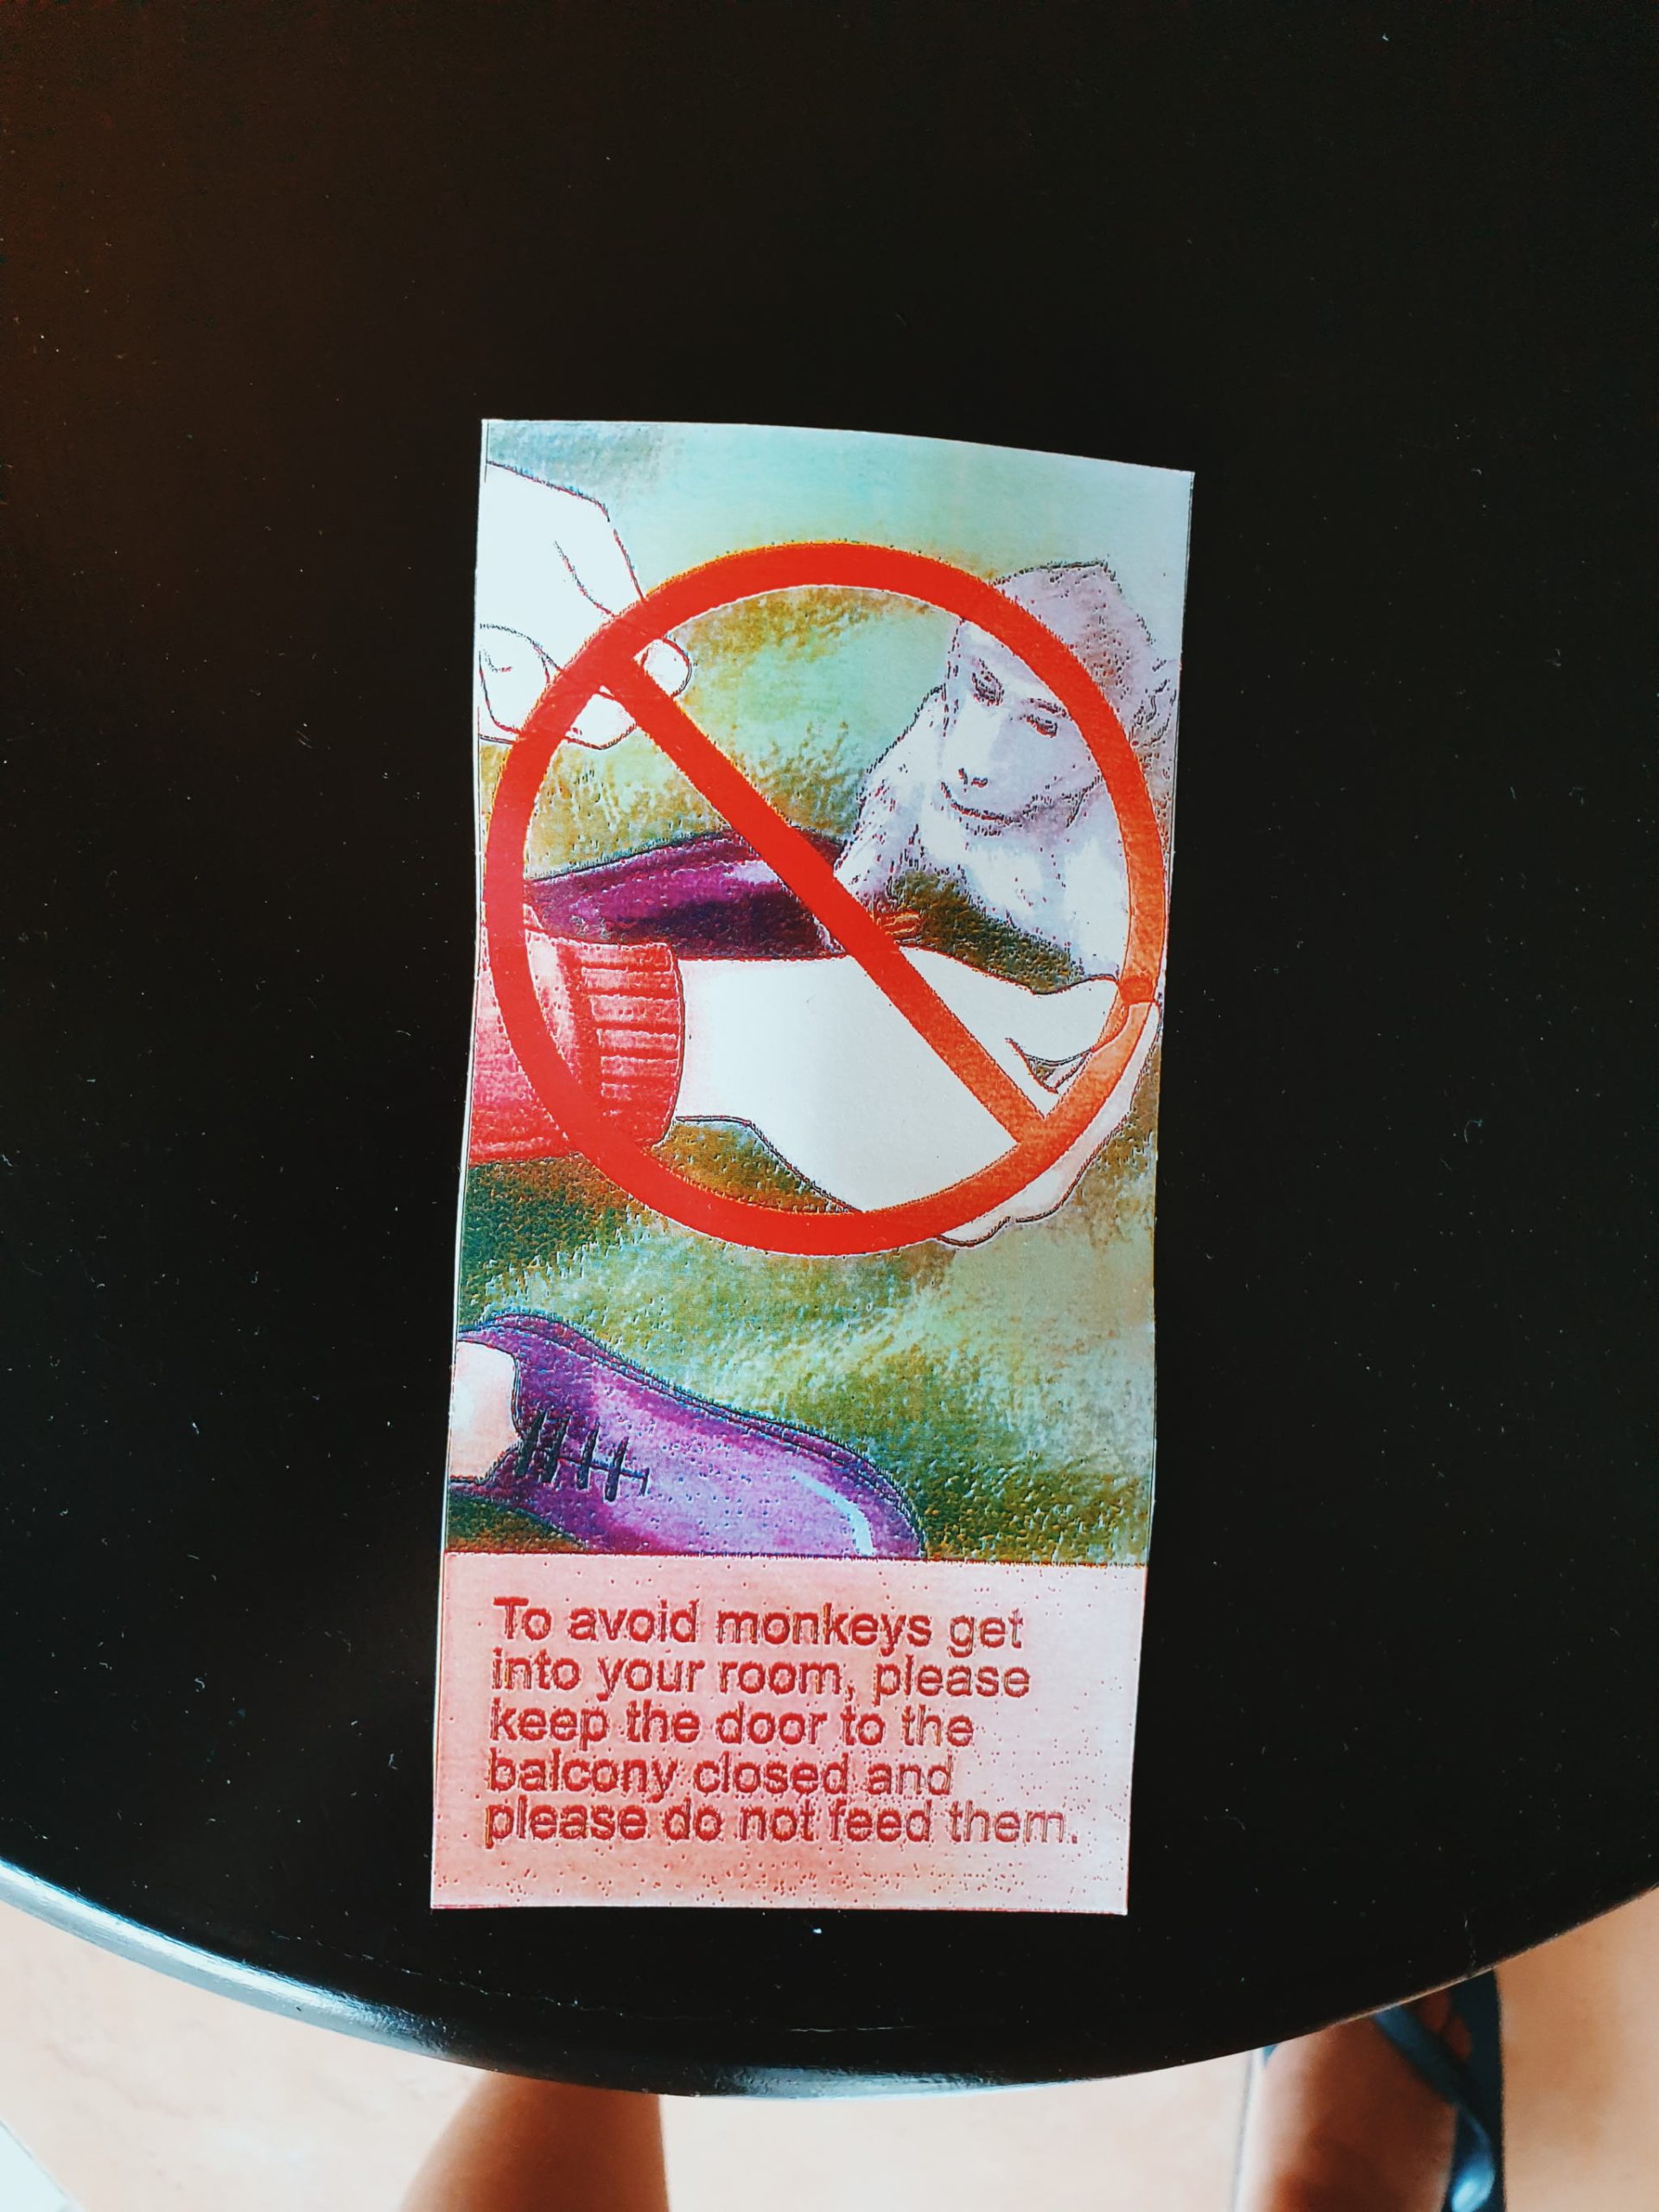 To avoid monkeys get
into your room, please
keep the door to the
balcony closed and
please do not feed them.